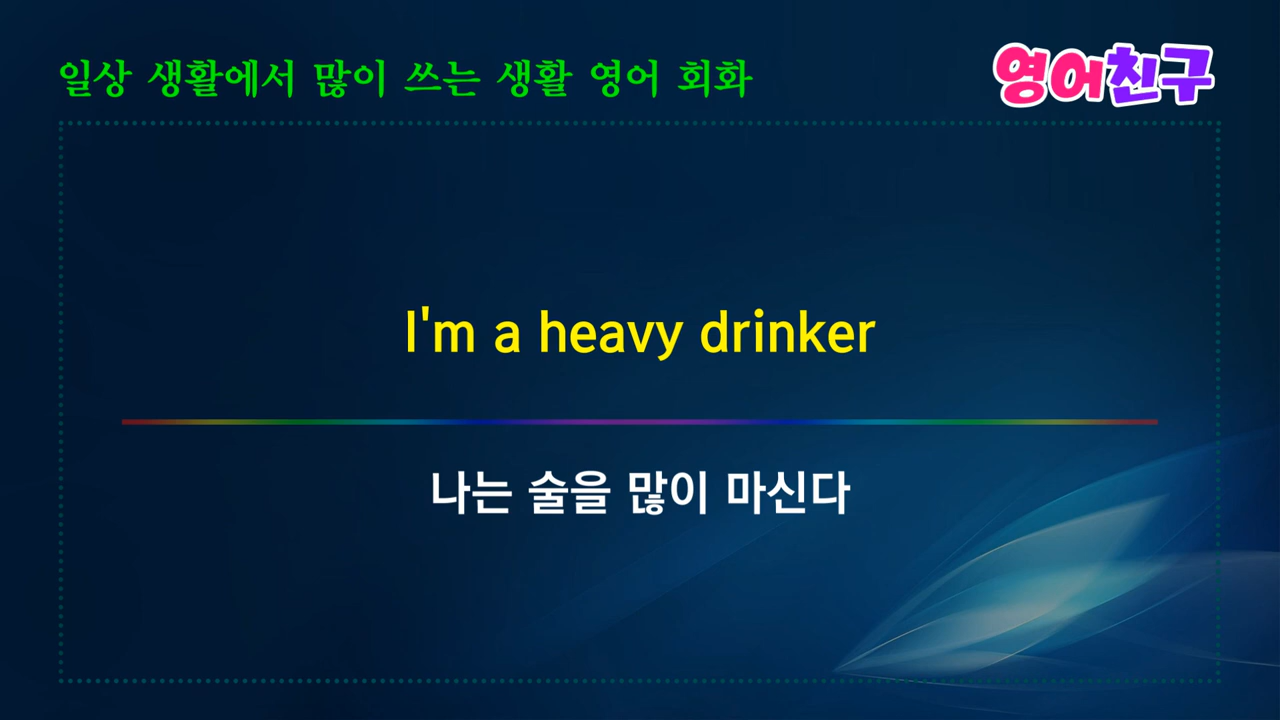 일상 생활에서 많이 쓰는 생활 영어 회화
영어친구
I'm a heavy drinker
나는 술을 많이 마신다